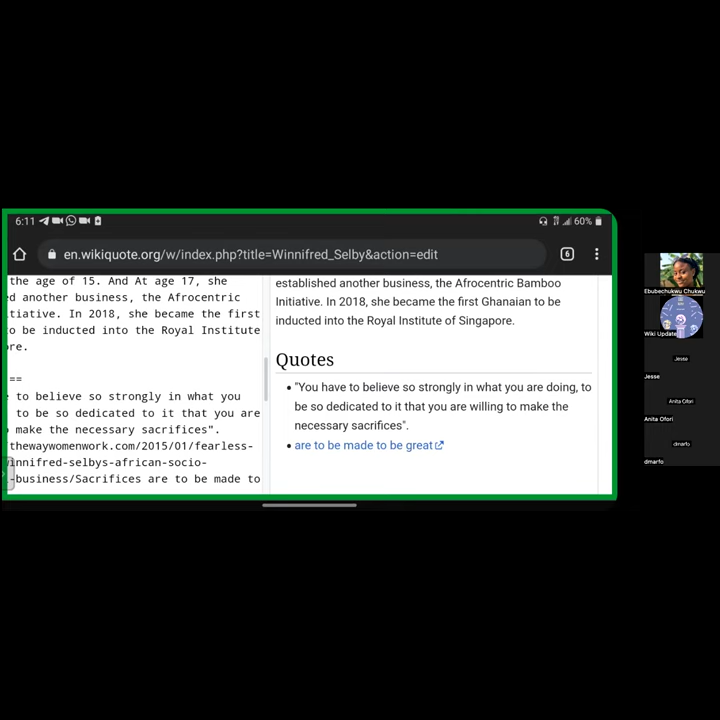 6:11
60%
en.wikiquote.org/w/index.php?title=Winnifred_Selby&action=edit
6
the age of 15. And At age 17, she
ed another business, the Afrocentric
tiative. In 2018, she became the first
o be inducted into the Royal Institute
ore.
==
to believe so strongly in what you
to be so dedicated to it that you are
make the necessary sacrifices".
thewaywomenwork.com/2015/01/fearless-
winnifred-selbys-african-socio-
-business/Sacrifices are to be made to
established another business, the Afrocentric Bamboo
Initiative. In 2018, she became the first Ghanaian to be
inducted into the Royal Institute of Singapore.
Quotes
• "You have to believe so strongly in what you are doing, to
be so dedicated to it that you are willing to make the
necessary sacrifices".
• are to be made to be great
Ebubechukwu Chukwu
Wiki Update
Jesse
Jesse
Anita Ofori
Anita Ofori
dmarfo
dmarfo